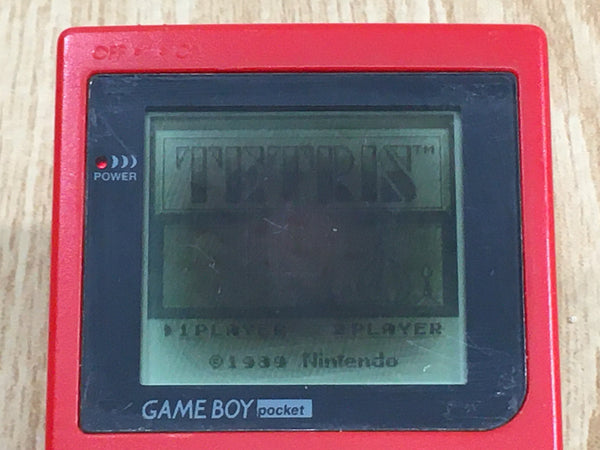 OFF ON
POWER
TETRIS™
▶1PLAYER 2PLAYER
©1989 Nintendo
GAME BOY pocket